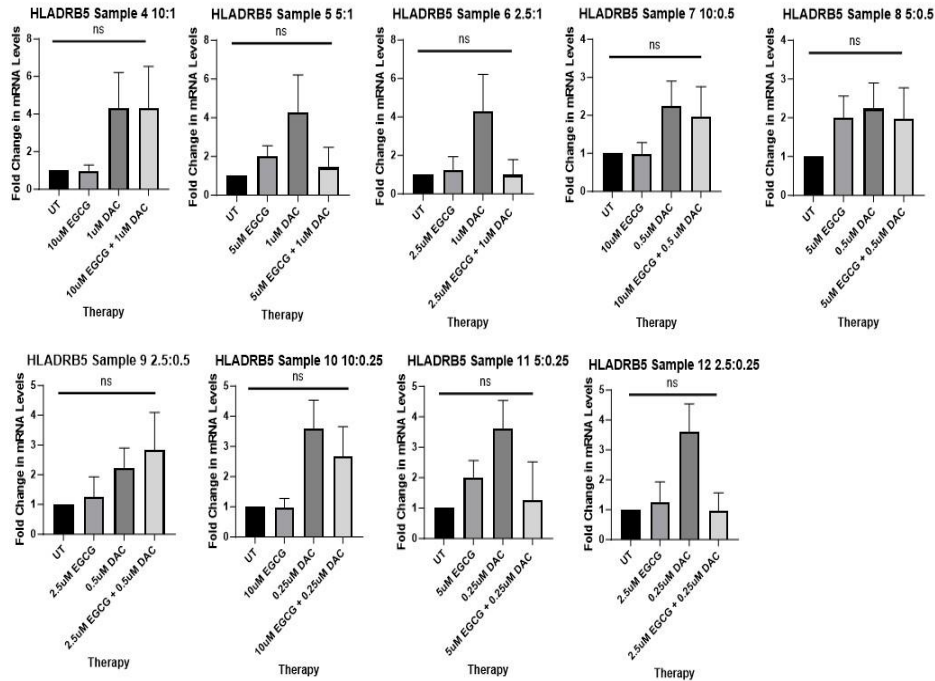 HLADRB5 Sample 4 10:1
ns
Fold Change in mRNA Levels
8
6
4
2
0
UT
10uM EGCG
1uM DAC
10uM EGCG + 1uM DAC
Therapy
HLADRB5 Sample 5 5:1
ns
Fold Change in mRNA Levels
8
6
4
2
0
UT
5uM EGCG
1uM DAC
5uM EGCG + 1uM DAC
Therapy
HLADRB5 Sample 6 2.5:1
ns
Fold Change in mRNA Levels
8
6
4
2
0
UT
2.5uM EGCG
1uM DAC
2.5uM EGCG + 1uM DAC
Therapy
HLADRB5 Sample 7 10:0.5
ns
Fold Change in mRNA Levels
4
3
2
1
0
UT
10uM EGCG
0.5uM DAC
10uM EGCG + 0.5 uM DAC
Therapy
HLADRB5 Sample 8 5:0.5
ns
Fold Change in mRNA Levels
4
3
2
1
0
UT
5uM EGCG
0.5uM DAC
5uM EGCG + 0.5uM DAC
Therapy
HLADRB5 Sample 9 2.5:0.5
ns
Fold Change in mRNA Levels
5
4
3
2
1
0
UT
2.5uM EGCG
0.5uM DAC
2.5uM EGCG + 0.5uM DAC
Therapy
HLADRB5 Sample 10 10:0.25
ns
Fold Change in mRNA Levels
5
4
3
2
1
0
UT
10uM EGCG
0.25uM DAC
10uM EGCG + 0.25uM DAC
Therapy
HLADRB5 Sample 11 5:0.25
ns
Fold Change in mRNA Levels
5
4
3
2
1
0
UT
5uM EGCG
0.25uM DAC
5uM EGCG + 0.25uM DAC
Therapy
HLADRB5 Sample 12 2.5:0.25
ns
Fold Change in mRNA Levels
5
4
3
2
1
0
UT
2.5uM EGCG
0.25uM DAC
2.5uM EGCG + 0.25uM DAC
Therapy